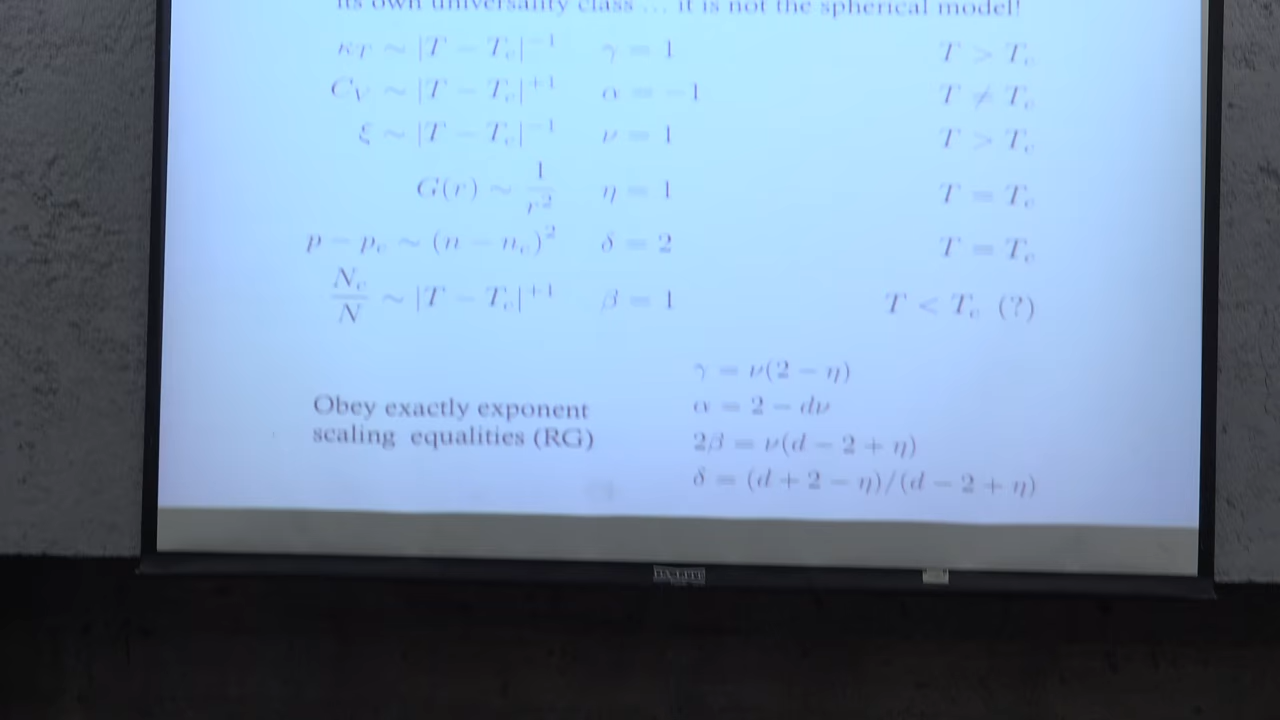 its own universality class ... it is not the spherical model!
κ_T ∼ |T − T_c|^{−1} γ = 1 T > T_c
C_V ∼ |T − T_c|^{+1} α = −1 T ≠ T_c
ξ ∼ |T − T_c|^{−1} ν = 1 T > T_c
G(r) ∼ 1/r^2 η = 1 T = T_c
p − p_c ∼ (n − n_c)^2 δ = 2 T = T_c
N_c/N ∼ |T − T_c|^{+1} β = 1 T < T_c (?)
Obey exactly exponent
scaling equalities (RG)
γ = ν(2 − η)
α = 2 − dν
2β = ν(d − 2 + η)
δ = (d + 2 − η)/(d − 2 + η)